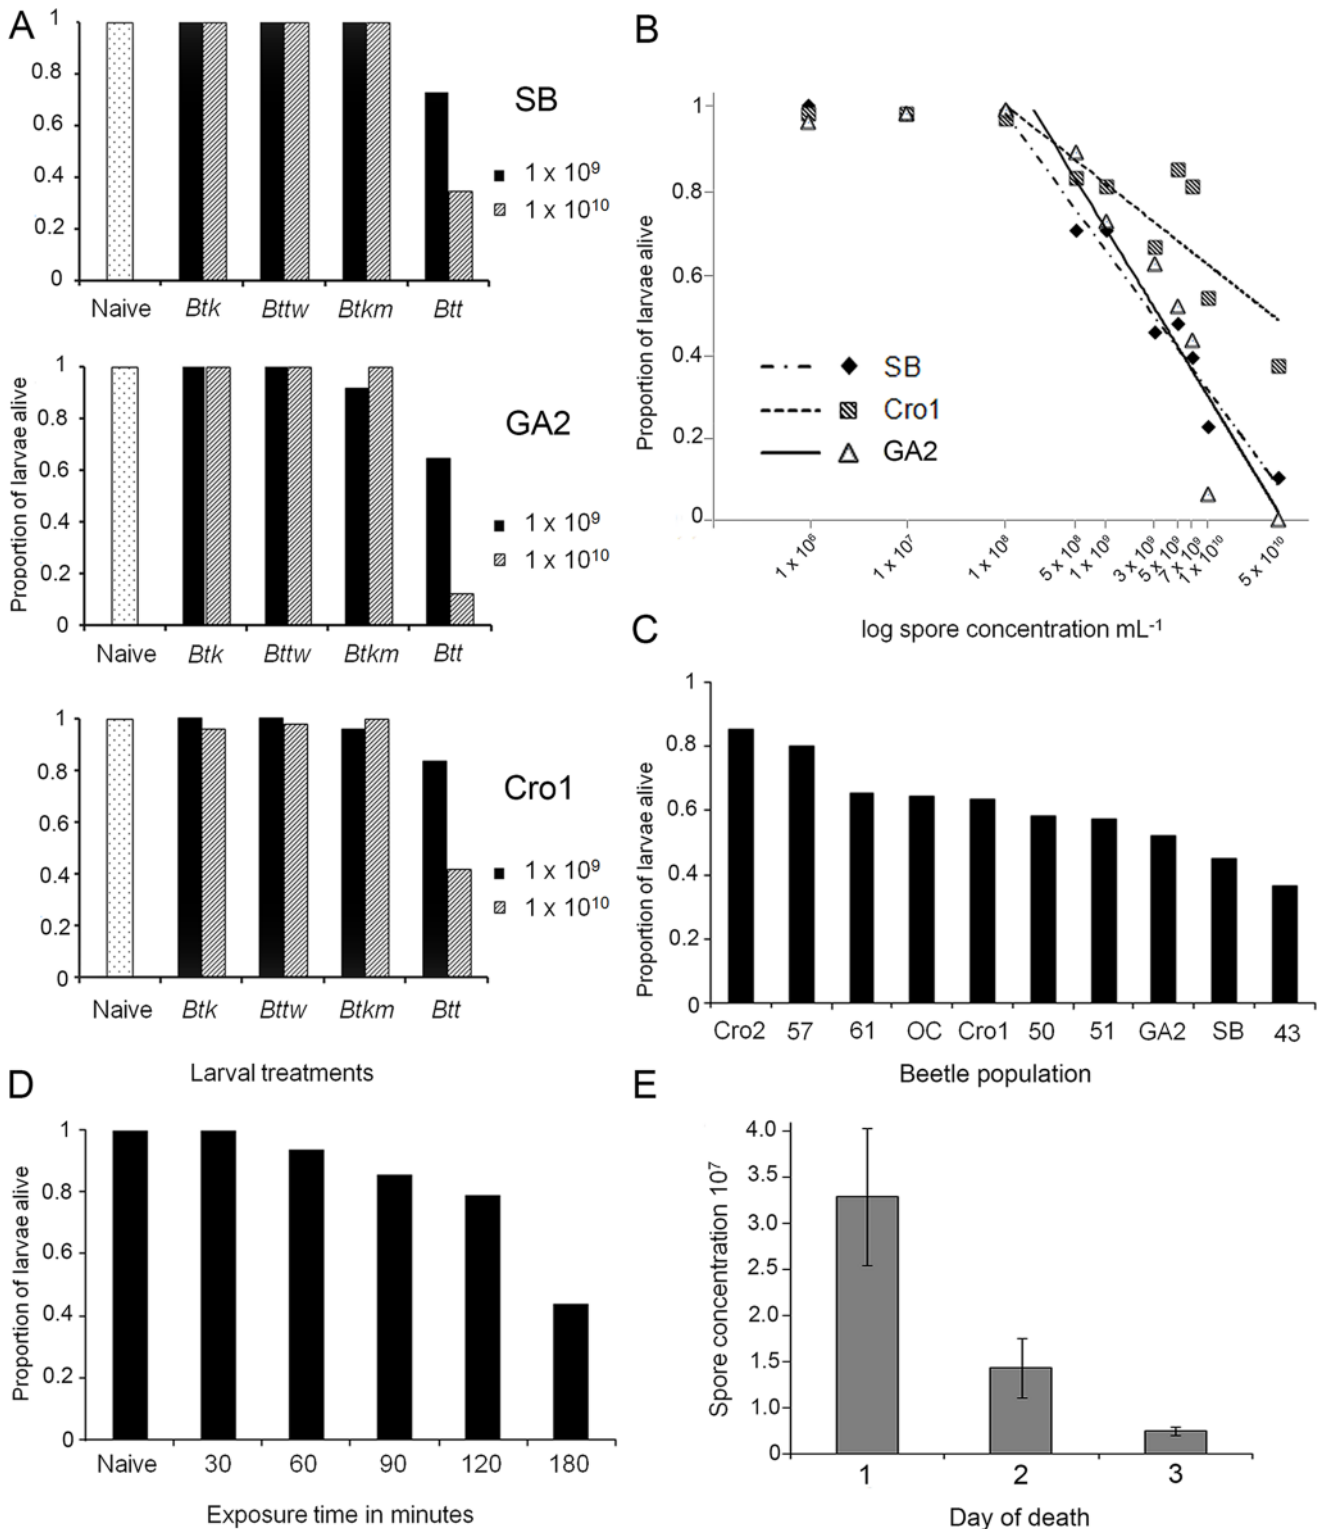 A
1
0.8
0.6
0.4
0.2
0
Naive Btk Bttw Btkm Btt
SB
1 x 10⁹
1 x 10¹⁰
Proportion of larvae alive
1
0.8
0.6
0.4
0.2
0
Naive Btk Bttw Btkm Btt
GA2
1 x 10⁹
1 x 10¹⁰
1
0.8
0.6
0.4
0.2
0
Naive Btk Bttw Btkm Btt
Cro1
1 x 10⁹
1 x 10¹⁰
Larval treatments
B
Proportion of larvae alive
1
0.8
0.6
0.4
0.2
0
SB
Cro1
GA2
1 x 10⁶
1 x 10⁷
1 x 10⁸
5 x 10⁸
1 x 10⁹
3 x 10⁹
5 x 10⁹
7 x 10⁹
1 x 10¹⁰
5 x 10¹⁰
log spore concentration mL⁻¹
C
Proportion of larvae alive
1
0.8
0.6
0.4
0.2
0
Cro2 57 61 OC Cro1 50 51 GA2 SB 43
Beetle population
D
Proportion of larvae alive
1
0.8
0.6
0.4
0.2
0
Naive 30 60 90 120 180
Exposure time in minutes
E
Spore concentration 10⁷
4.0
3.5
3.0
2.5
2.0
1.5
1.0
0
1 2 3
Day of death